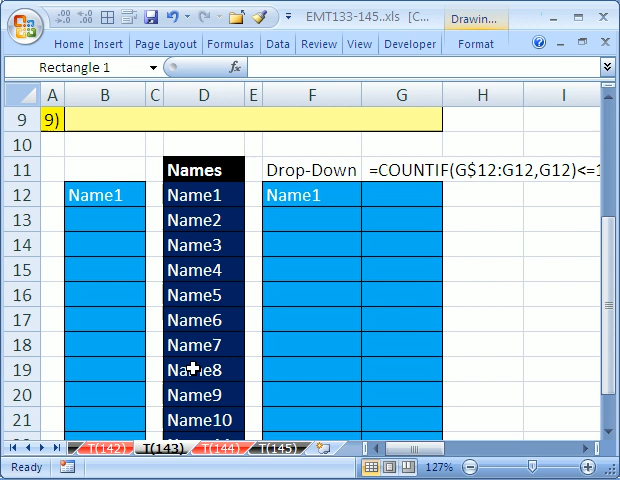 EMT133-145..xls [C... Drawin...
Home Insert Page Layout Formulas Data Review View Developer Format
Rectangle 1 fx
A B C D E F G H I
9 9)
10
11 Names Drop-Down =COUNTIF(G$12:G12,G12)<=1
12 Name1 Name1 Name1
13 Name2
14 Name3
15 Name4
16 Name5
17 Name6
18 Name7
19 Name8
20 Name9
21 Name10
T(142) T(143) T(144) T(145)
Ready 127%